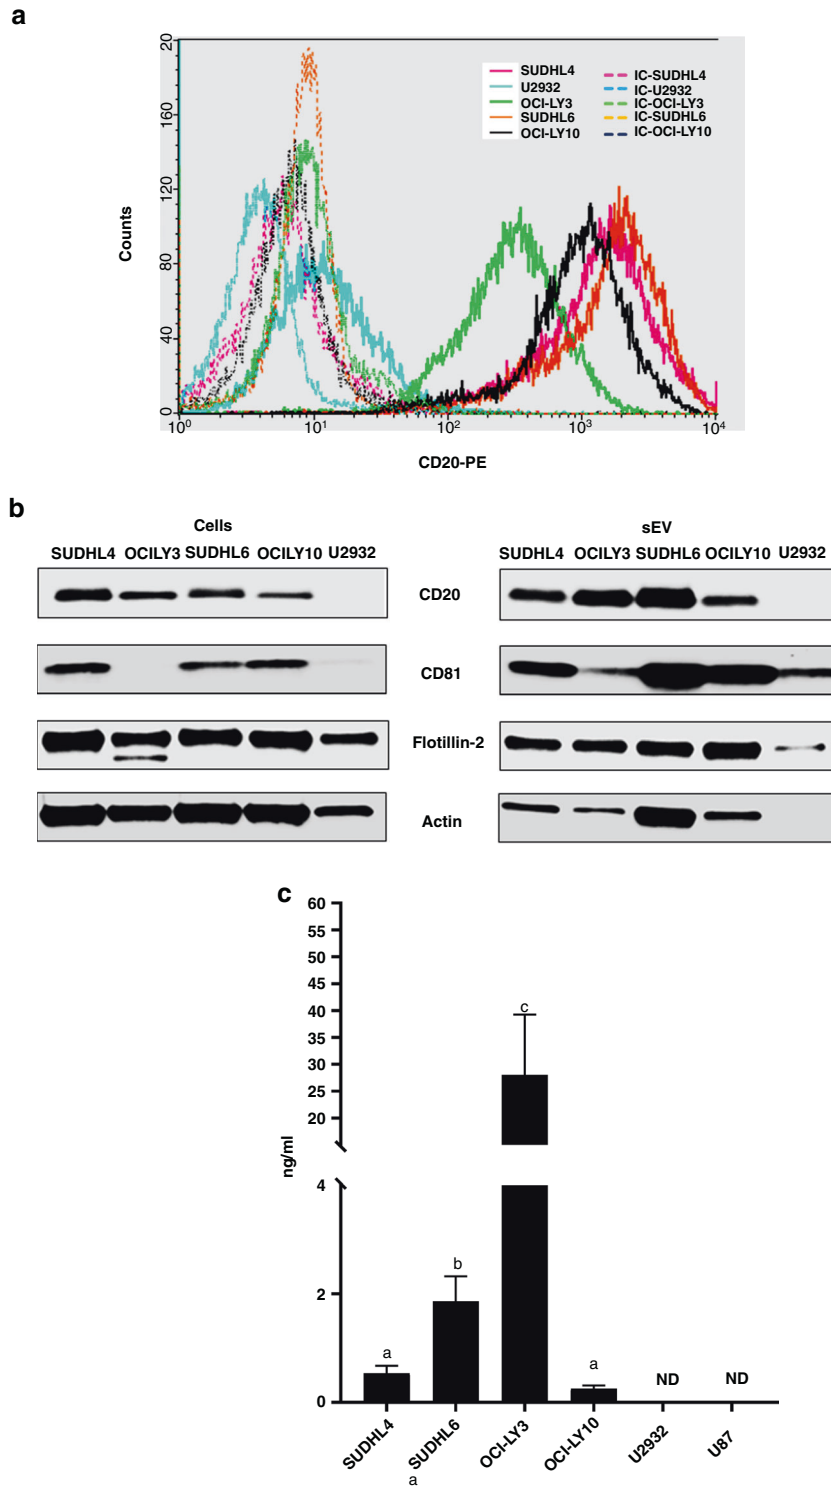 a
20
160
120
80
40
0
Counts
SUDHL4
U2932
OCI-LY3
SUDHL6
OCI-LY10
IC-SUDHL4
IC-U2932
IC-OCI-LY3
IC-SUDHL6
IC-OCI-LY10
10⁰ 10¹ 10² 10³ 10⁴
CD20-PE
b
Cells
sEV
SUDHL4 OCILY3 SUDHL6 OCILY10 U2932
SUDHL4 OCILY3 SUDHL6 OCILY10 U2932
CD20
CD81
Flotillin-2
Actin
c
60
55
50
45
40
35
30
25
20
4
2
0
ng/ml
a
b
c
a
ND
ND
SUDHL4
SUDHL6
OCI-LY3
OCI-LY10
U2932
U87
a